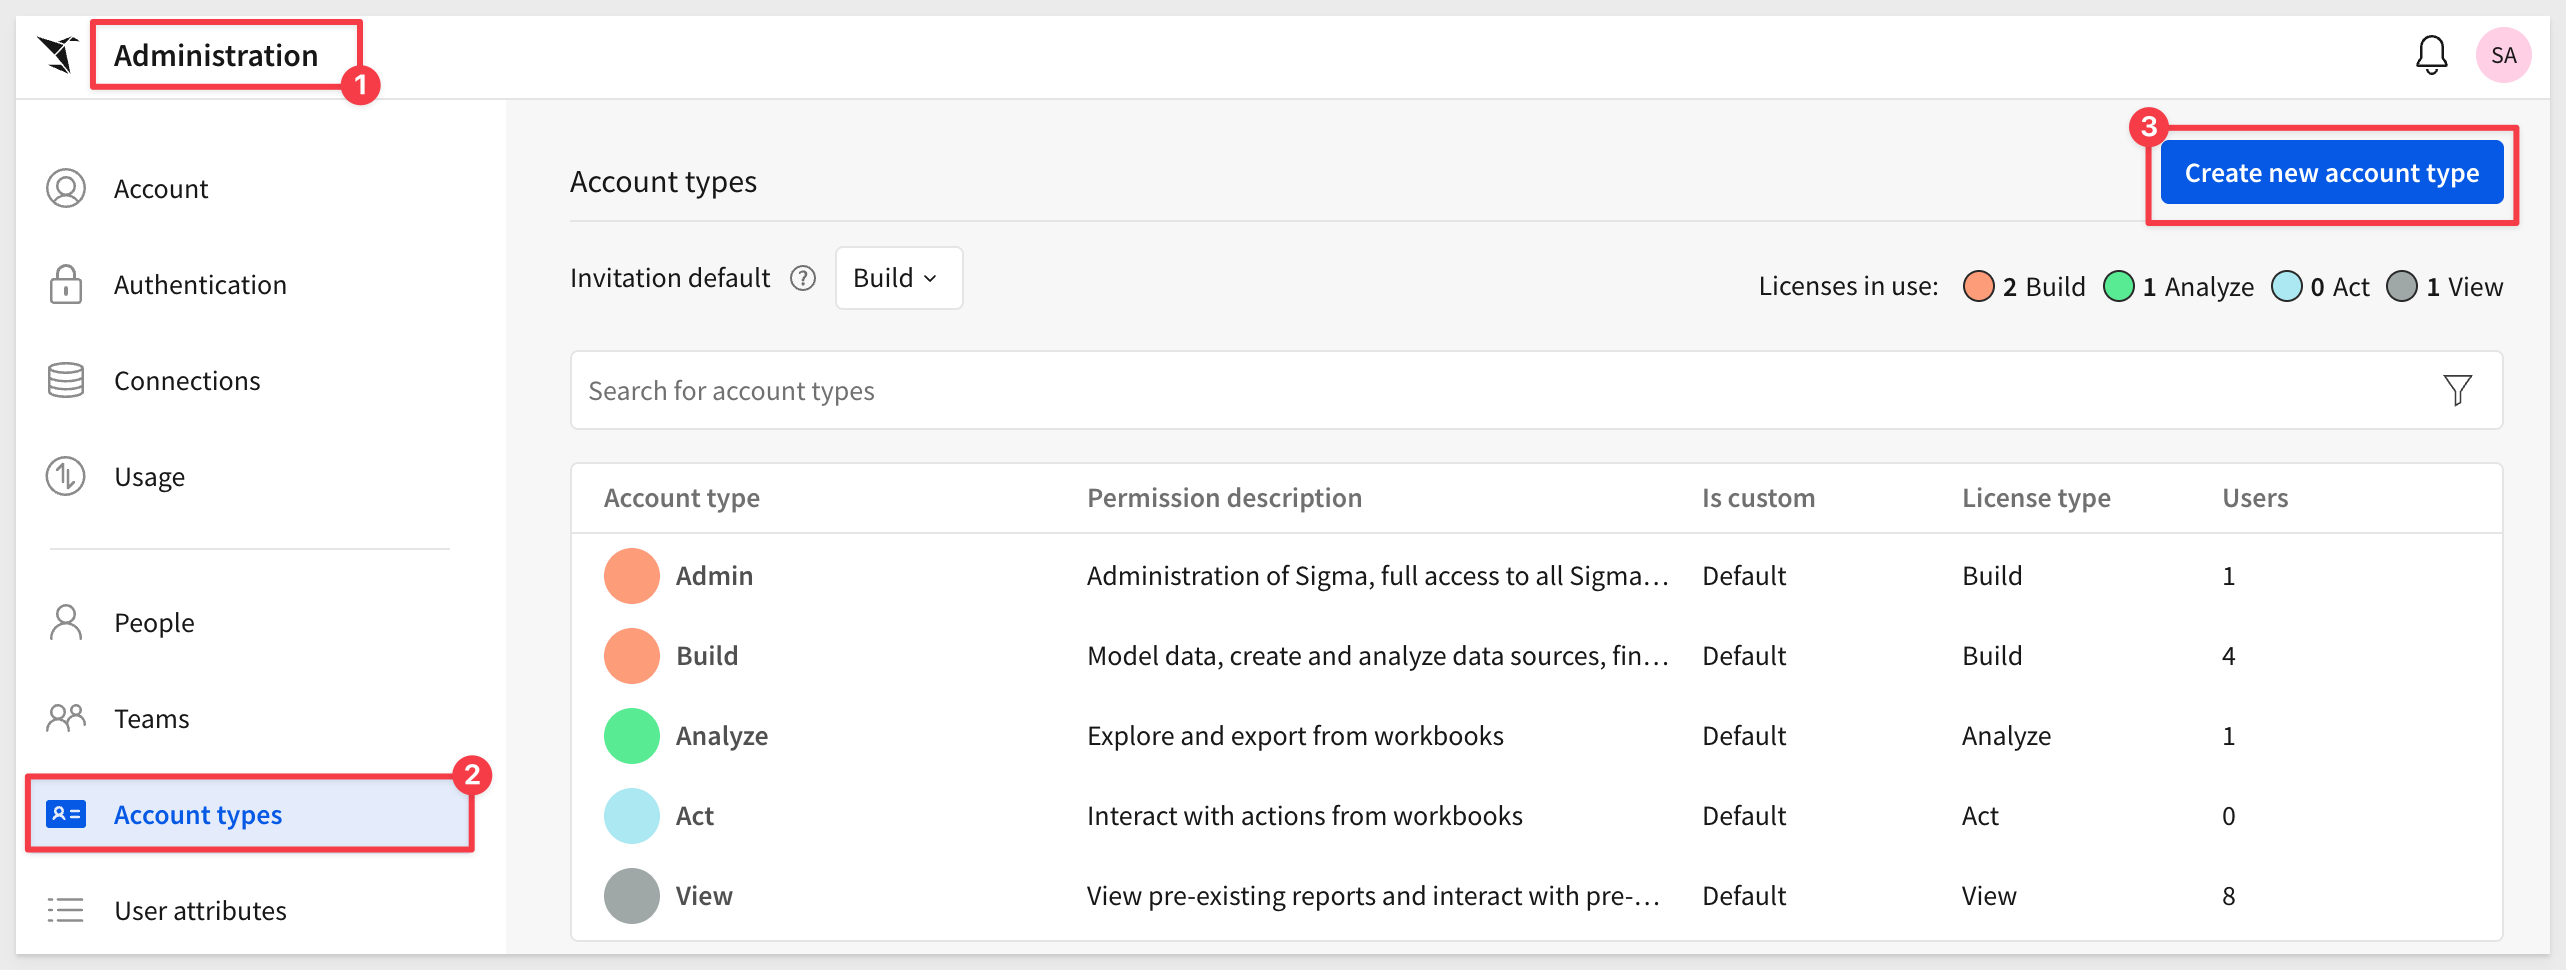 Administration
1
SA
Account
Authentication
Connections
Usage
People
Teams
2
Account types
User attributes
3
Create new account type
Account types
Invitation default ? Build
Licenses in use: 2 Build 1 Analyze 0 Act 1 View
Search for account types
Account type Permission description Is custom License type Users
Admin Administration of Sigma, full access to all Sigma… Default Build 1
Build Model data, create and analyze data sources, fin… Default Build 4
Analyze Explore and export from workbooks Default Analyze 1
Act Interact with actions from workbooks Default Act 0
View View pre-existing reports and interact with pre-… Default View 8